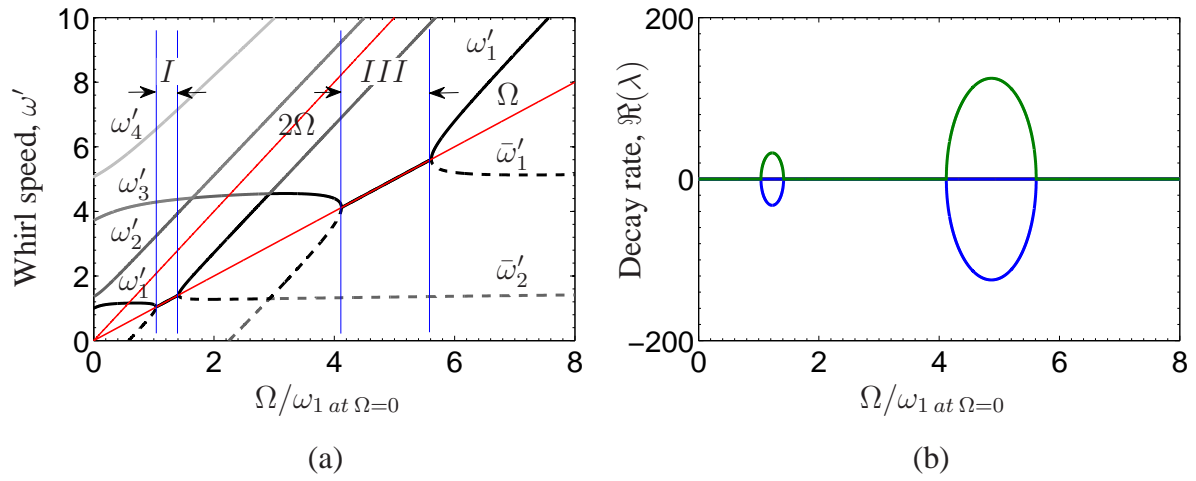 Whirl speed, ω′
10
8
6
4
2
0
I
III
ω′₁
Ω
2Ω
ω′₄
ω′₃
ω′₂
ω′₁
ω̄′₁
ω̄′₂
0 2 4 6 8
Ω/ω₁ at Ω=0
(a)
Decay rate, ℜ(λ)
200
0
−200
0 2 4 6 8
Ω/ω₁ at Ω=0
(b)